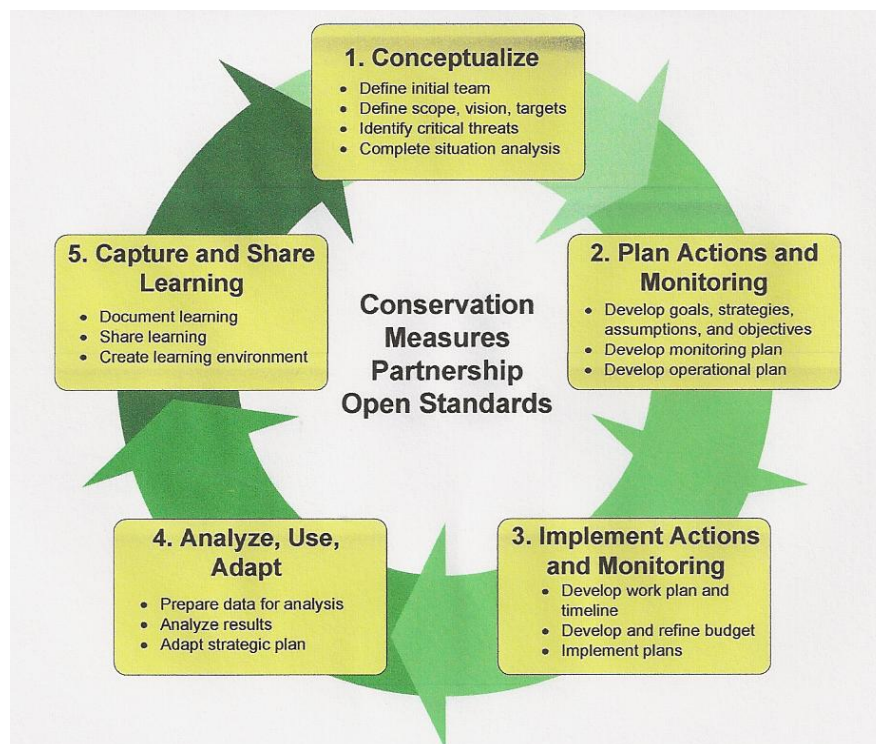 1. Conceptualize
• Define initial team
• Define scope, vision, targets
• Identify critical threats
• Complete situation analysis
2. Plan Actions and
Monitoring
• Develop goals, strategies,
assumptions, and objectives
• Develop monitoring plan
• Develop operational plan
3. Implement Actions
and Monitoring
• Develop work plan and
timeline
• Develop and refine budget
• Implement plans
4. Analyze, Use,
Adapt
• Prepare data for analysis
• Analyze results
• Adapt strategic plan
5. Capture and Share
Learning
• Document learning
• Share learning
• Create learning environment
Conservation
Measures
Partnership
Open Standards